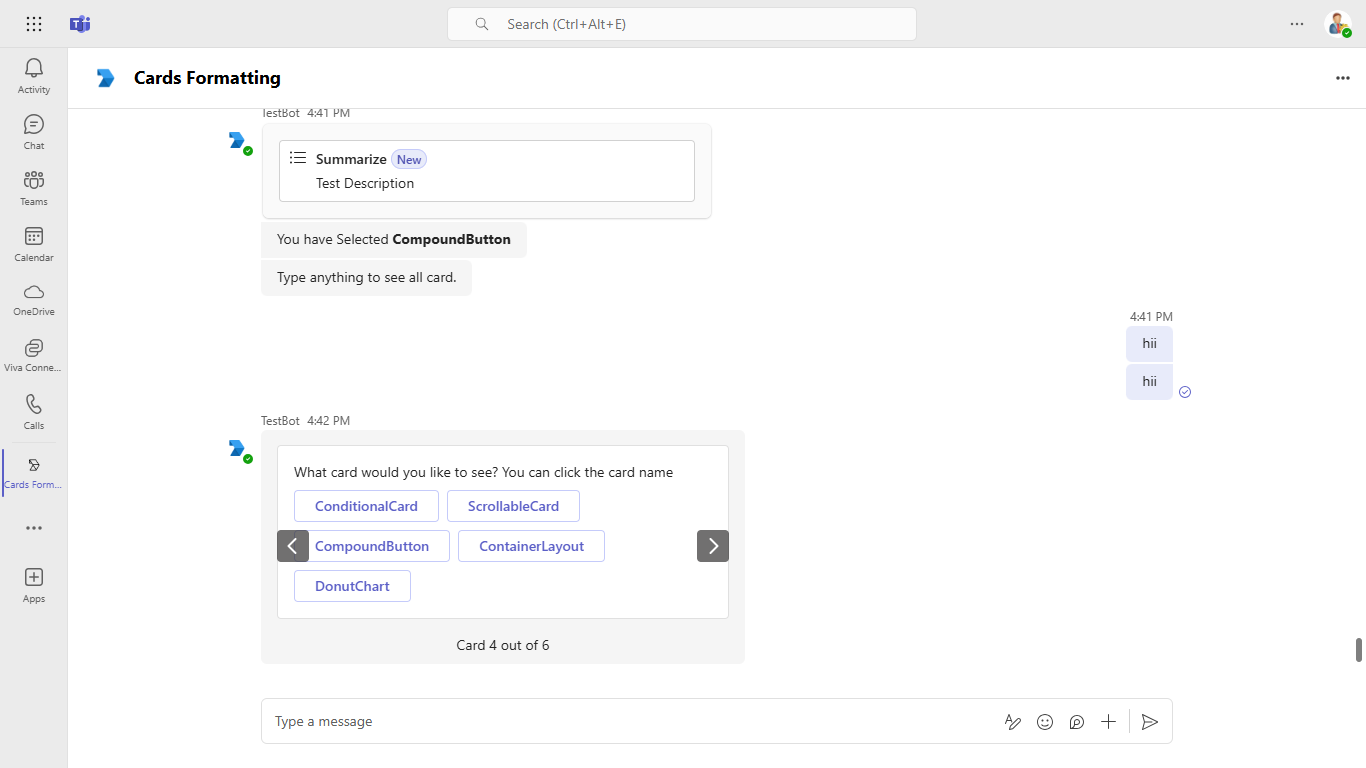 Search (Ctrl+Alt+E)
Cards Formatting
Activity
Chat
Teams
Calendar
OneDrive
Viva Conne...
Calls
Cards Form...
Apps
TestBot 4:41 PM
Summarize New
Test Description
You have Selected CompoundButton
Type anything to see all card.
4:41 PM
hii
hii
TestBot 4:42 PM
What card would you like to see? You can click the card name
ConditionalCard ScrollableCard
CompoundButton ContainerLayout
DonutChart
Card 4 out of 6
Type a message